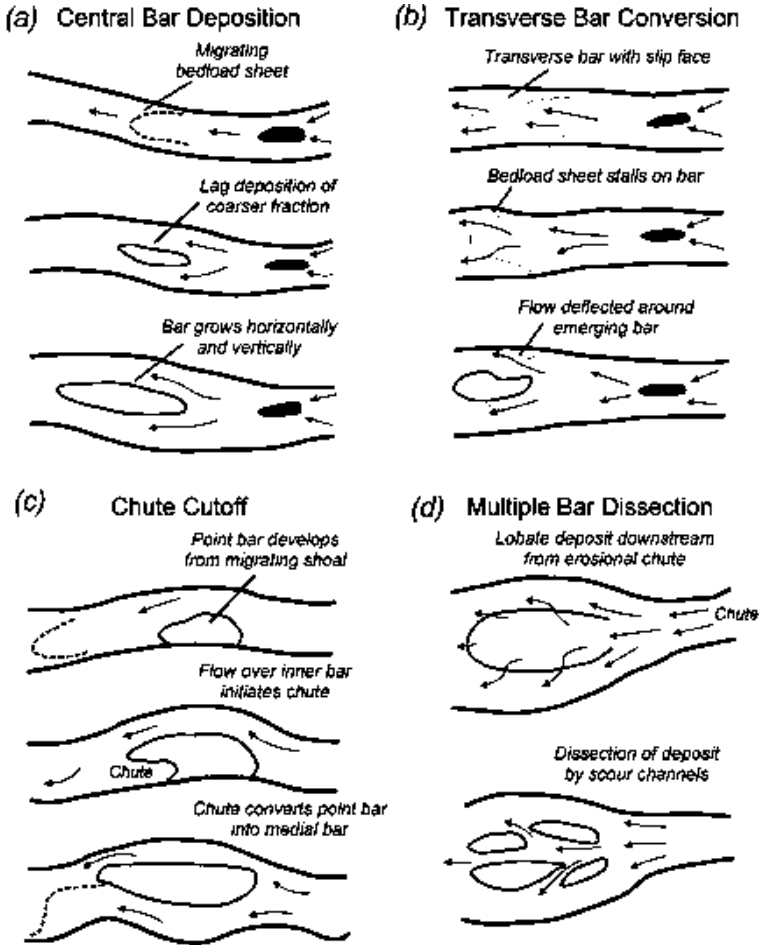 (a) Central Bar Deposition
Migrating
bedload sheet
Lag deposition of
coarser fraction
Bar grows horizontally
and vertically
(b) Transverse Bar Conversion
Transverse bar with slip face
Bedload sheet stalls on bar
Flow deflected around
emerging bar
(c) Chute Cutoff
Point bar develops
from migrating shoal
Flow over inner bar
initiates chute
Chute
Chute converts point bar
into medial bar
(d) Multiple Bar Dissection
Lobate deposit downstream
from erosional chute
Chute
Dissection of deposit
by scour channels